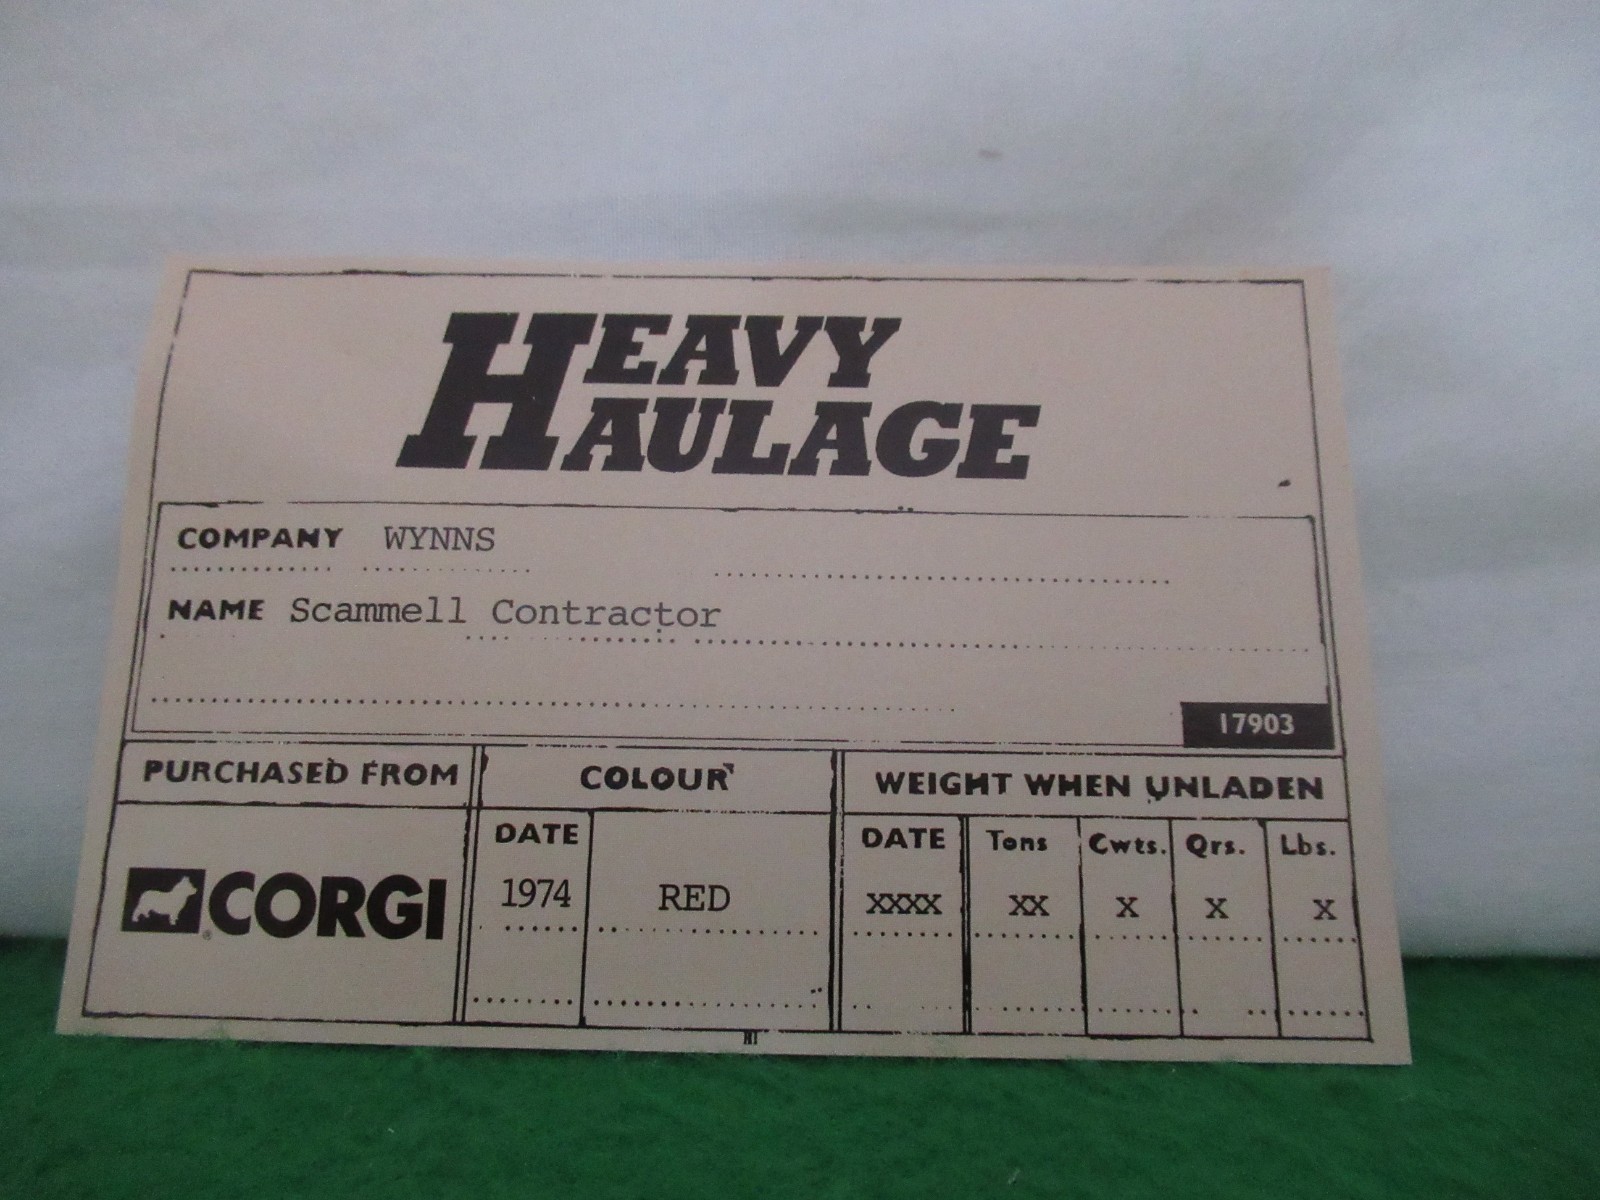 HEAVY
HAULAGE
COMPANY WYNNS
NAME Scammell Contractor
17903
PURCHASED FROM COLOUR WEIGHT WHEN UNLADEN
DATE DATE Tons Cwts. Qrs. Lbs.
CORGI 1974 RED XXXX XX X X X